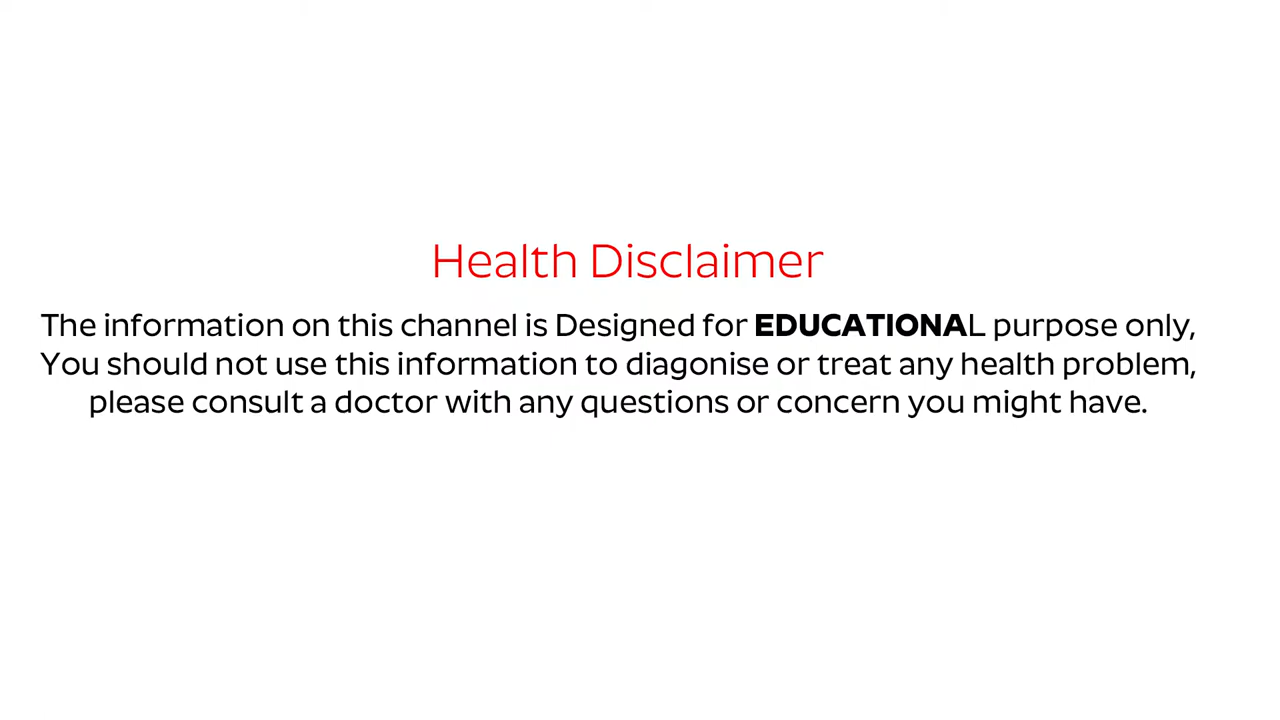 Health Disclaimer
The information on this channel is Designed for EDUCATIONAL purpose only,
You should not use this information to diagonise or treat any health problem,
please consult a doctor with any questions or concern you might have.